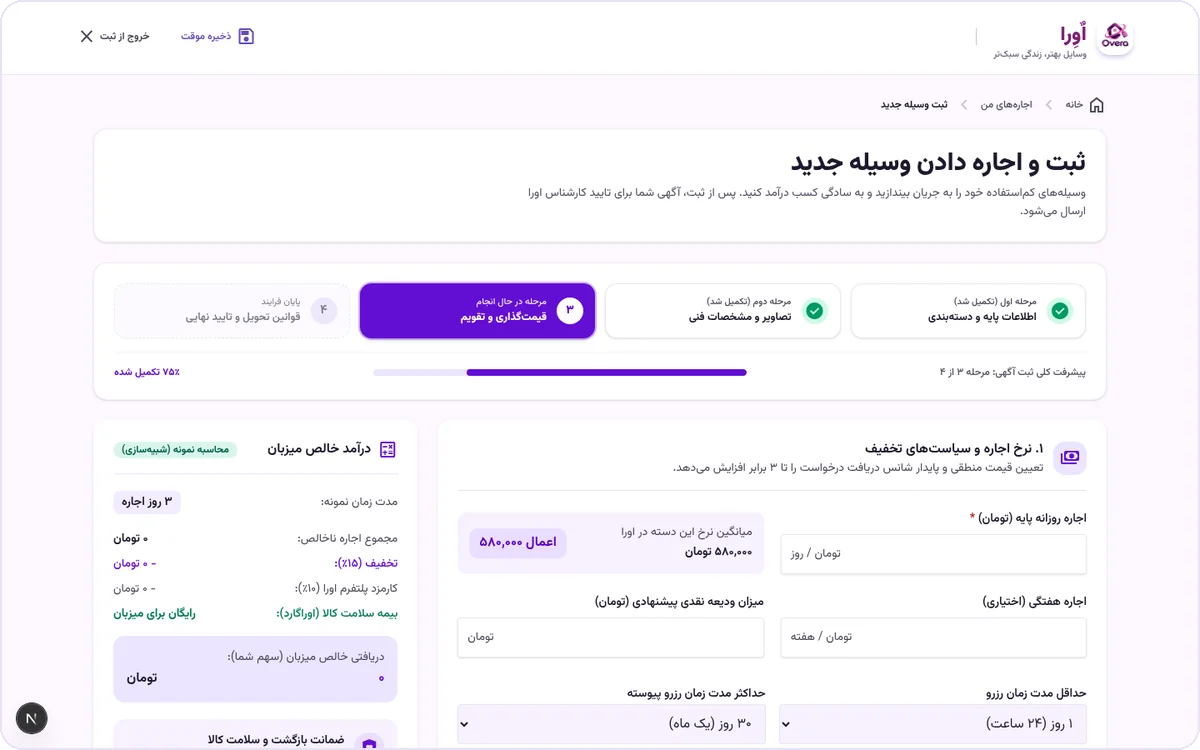 Overa
اَورا
وسایل بهتر، زندگی سبک‌تر
ذخیره موقت
خروج از ثبت
خانه
اجاره‌های من
ثبت وسیله جدید
ثبت و اجاره دادن وسیله جدید
وسیله‌های کم‌استفاده خود را به جریان بیندازید و به سادگی کسب درآمد کنید. پس از ثبت، آگهی شما برای تایید کارشناس اورا
ارسال می‌شود.
مرحله اول (تکمیل شد)
اطلاعات پایه و دسته‌بندی
مرحله دوم (تکمیل شد)
تصاویر و مشخصات فنی
۳
مرحله در حال انجام
قیمت‌گذاری و تقویم
۴
پایان فرایند
قوانین تحویل و تایید نهایی
پیشرفت کلی ثبت آگهی: مرحله ۳ از ۴
۷۵٪ تکمیل شده
۱. نرخ اجاره و سیاست‌های تخفیف
تعیین قیمت منطقی و پایدار شانس دریافت درخواست را تا ۳ برابر افزایش می‌دهد.
اجاره روزانه پایه (تومان) *
تومان / روز
میانگین نرخ این دسته در اورا
۵۸۰,۰۰۰ تومان
اعمال ۵۸۰,۰۰۰
اجاره هفتگی (اختیاری)
تومان / هفته
میزان ودیعه نقدی پیشنهادی (تومان)
تومان
حداقل مدت زمان رزرو
۱ روز (۲۴ ساعت)
حداکثر مدت زمان رزرو پیوسته
۳۰ روز (یک ماه)
درآمد خالص میزبان
محاسبه نمونه (شبیه‌سازی)
مدت زمان نمونه:
۳ روز اجاره
مجموع اجاره ناخالص:
۰ تومان
تخفیف (۱۵٪):
- ۰ تومان
کارمزد پلتفرم اورا (۱۰٪):
- ۰ تومان
بیمه سلامت کالا (اوراگارد):
رایگان برای میزبان
دریافتی خالص میزبان (سهم شما):
۰
تومان
ضمانت بازگشت و سلامت کالا
N